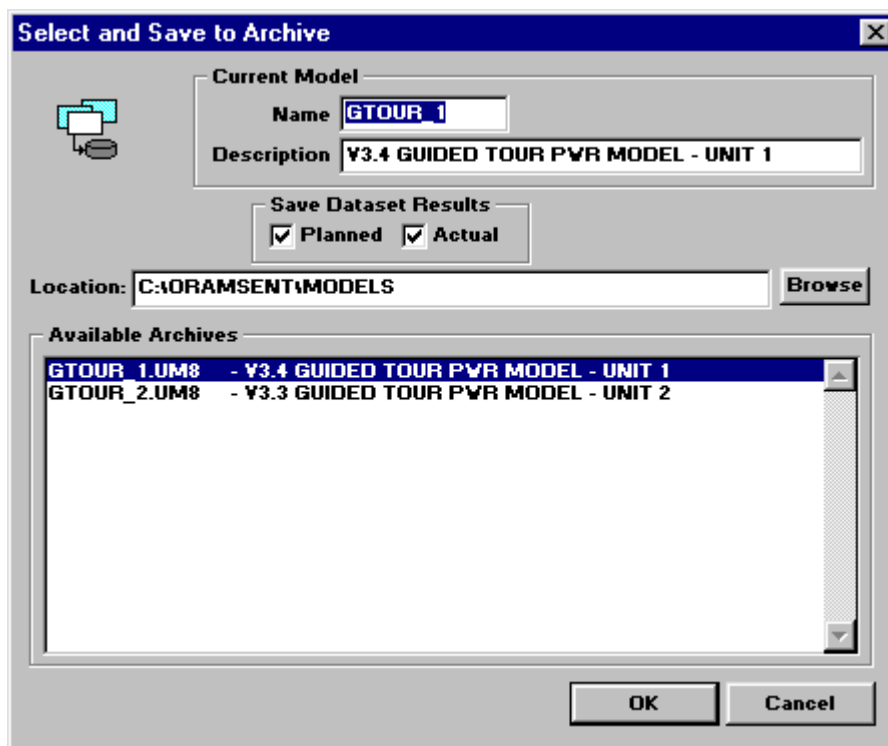 Select and Save to Archive
Current Model
Name GTOUR_1
Description V3.4 GUIDED TOUR PWR MODEL - UNIT 1
Save Dataset Results
Planned Actual
Location: C:\ORAMSENT\MODELS Browse
Available Archives
GTOUR_1.UM8 - V3.4 GUIDED TOUR PWR MODEL - UNIT 1
GTOUR_2.UM8 - V3.3 GUIDED TOUR PWR MODEL - UNIT 2
OK Cancel